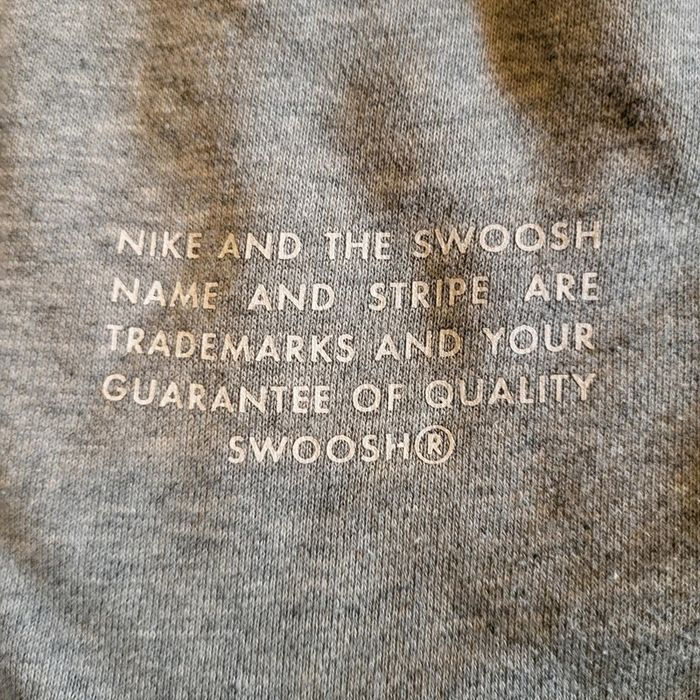 NIKE AND THE SWOOSH
NAME AND STRIPE ARE
TRADEMARKS AND YOUR
GUARANTEE OF QUALITY
SWOOSH®